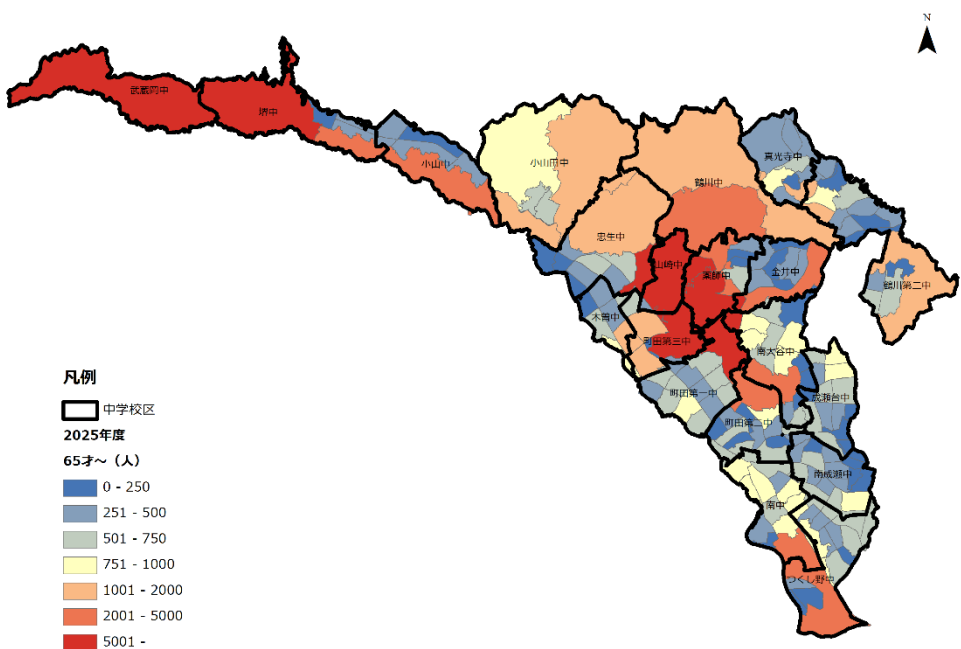 N
武蔵岡中
堺中
小山中
小山田中
鶴川中
真光寺中
忠生中
山崎中
薬師中
金井中
鶴川第二中
木曽中
町田第三中
南大谷中
町田第一中
成瀬台中
町田第二中
南成瀬中
南中
つくし野中
凡例
中学校区
2025年度
65才～（人）
0 - 250
251 - 500
501 - 750
751 - 1000
1001 - 2000
2001 - 5000
5001 -